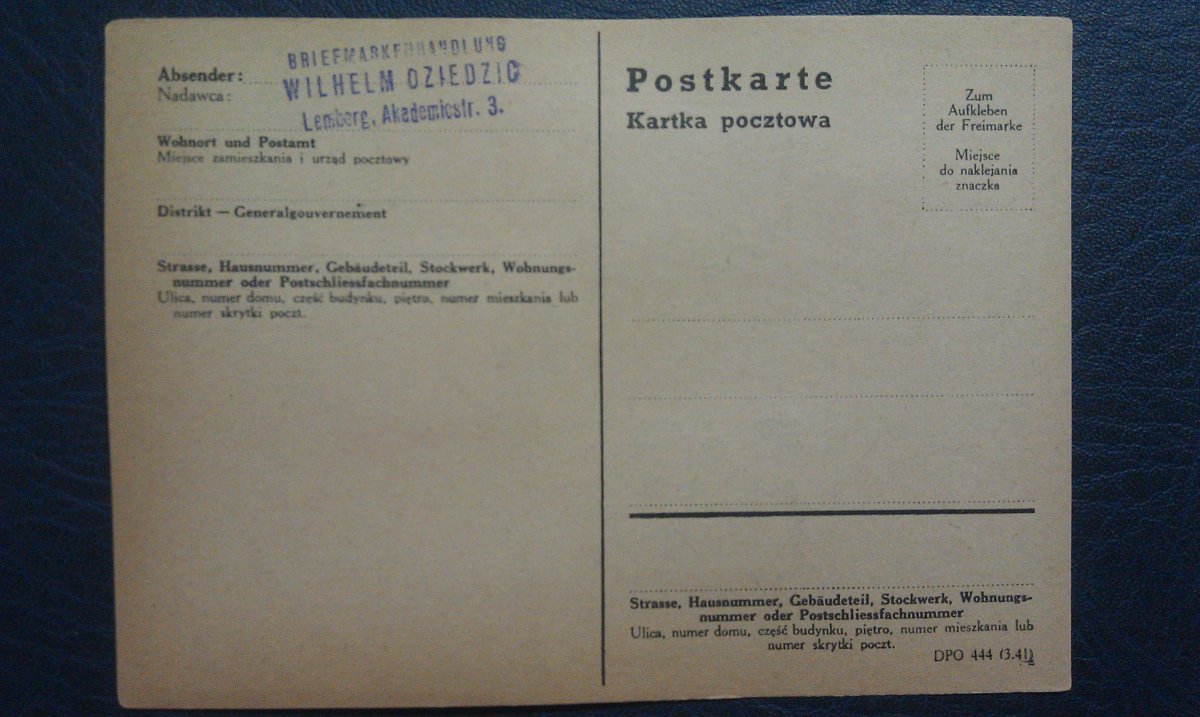 BRIEFMARKENHANDLUNG
Absender: WILHELM DZIEDZIC
Nadawca: Lemberg, Akademiestr. 3.
Wohnort und Postamt
Miejsce zamieszkania i urząd pocztowy
Distrikt — Generalgouvernement
Strasse, Hausnummer, Gebäudeteil, Stockwerk, Wohnungs-
nummer oder Postschliessfachnummer
Ulica, numer domu, część budynku, piętro, numer mieszkania lub
numer skrytki poczt.
Postkarte
Kartka pocztowa
Zum
Aufkleben
der Freimarke
Miejsce
do naklejania
znaczka
Strasse, Hausnummer, Gebäudeteil, Stockwerk, Wohnungs-
nummer oder Postschliessfachnummer
Ulica, numer domu, część budynku, piętro, numer mieszkania lub
numer skrytki poczt.
DPO 444 (3.41)